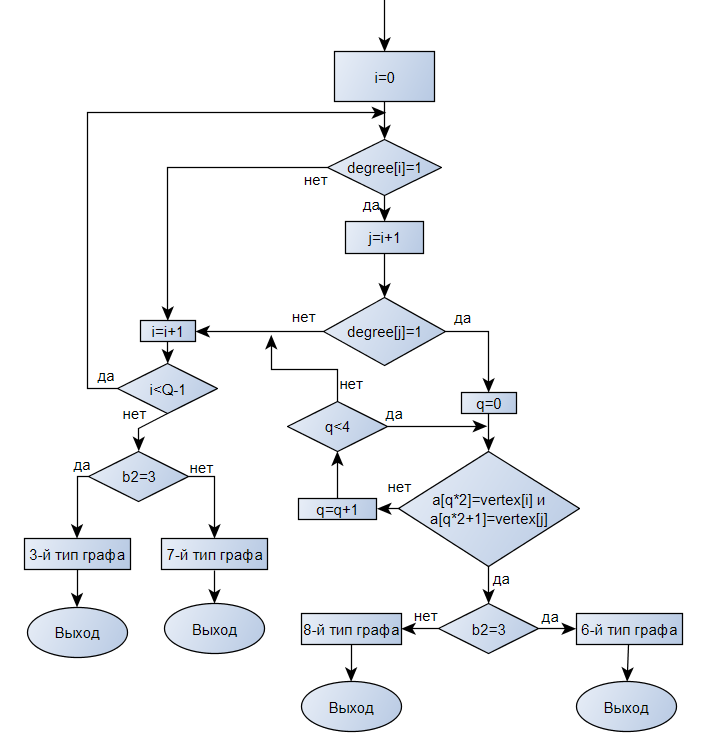 i=0
degree[i]=1
нет
да
j=i+1
i=i+1
нет
degree[j]=1
да
i<Q-1
да
нет
нет
q=0
q<4
да
b2=3
да
нет
a[q*2]=vertex[i] и
a[q*2+1]=vertex[j]
нет
q=q+1
да
3-й тип графа
7-й тип графа
Выход
Выход
b2=3
нет
да
8-й тип графа
6-й тип графа
Выход
Выход